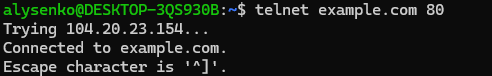 alysenko@DESKTOP-3QS930B:~$ telnet example.com 80
Trying 104.20.23.154...
Connected to example.com.
Escape character is '^]'.